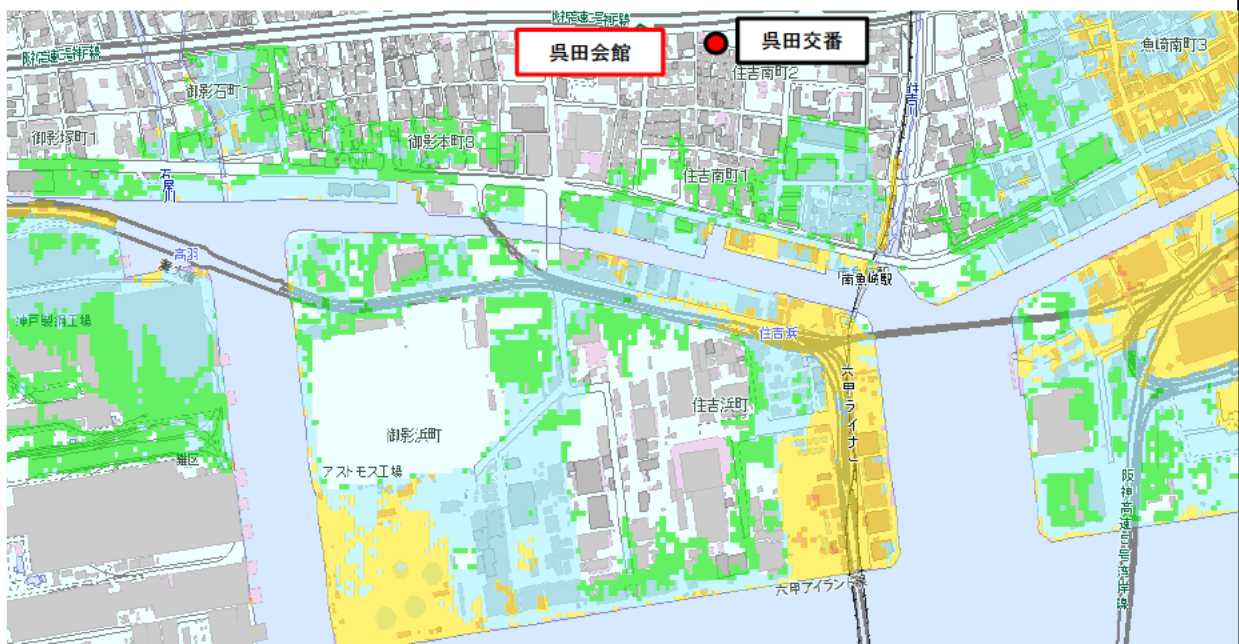 阪神高速3号神戸線
阪神高速3号神戸線
呉田会館
呉田交番
魚崎南町3
住吉南町2
御影石町
住吉川
御影塚町1
御影本町3
石屋川
住吉南町1
高羽
南魚崎駅
神戸製鋼工場
住吉浜
六甲ライナー
住吉浜町
御影浜町
灘区
アストモス工場
阪神高速5号湾岸線
六甲アイランド線